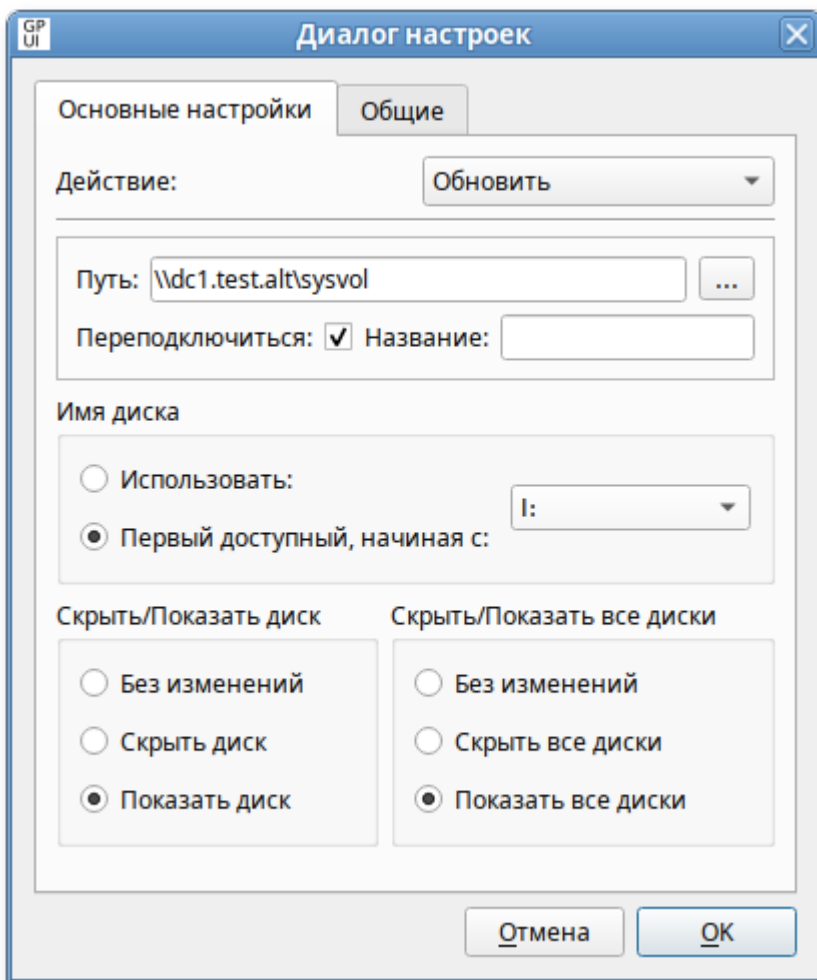 GP
UI
Диалог настроек
Основные настройки
Общие
Действие:
Обновить
Путь: \\dc1.test.alt\sysvol ...
Переподключиться: Название:
Имя диска
Использовать:
I:
Первый доступный, начиная с:
Скрыть/Показать диск
Без изменений
Скрыть диск
Показать диск
Скрыть/Показать все диски
Без изменений
Скрыть все диски
Показать все диски
Отмена
OK